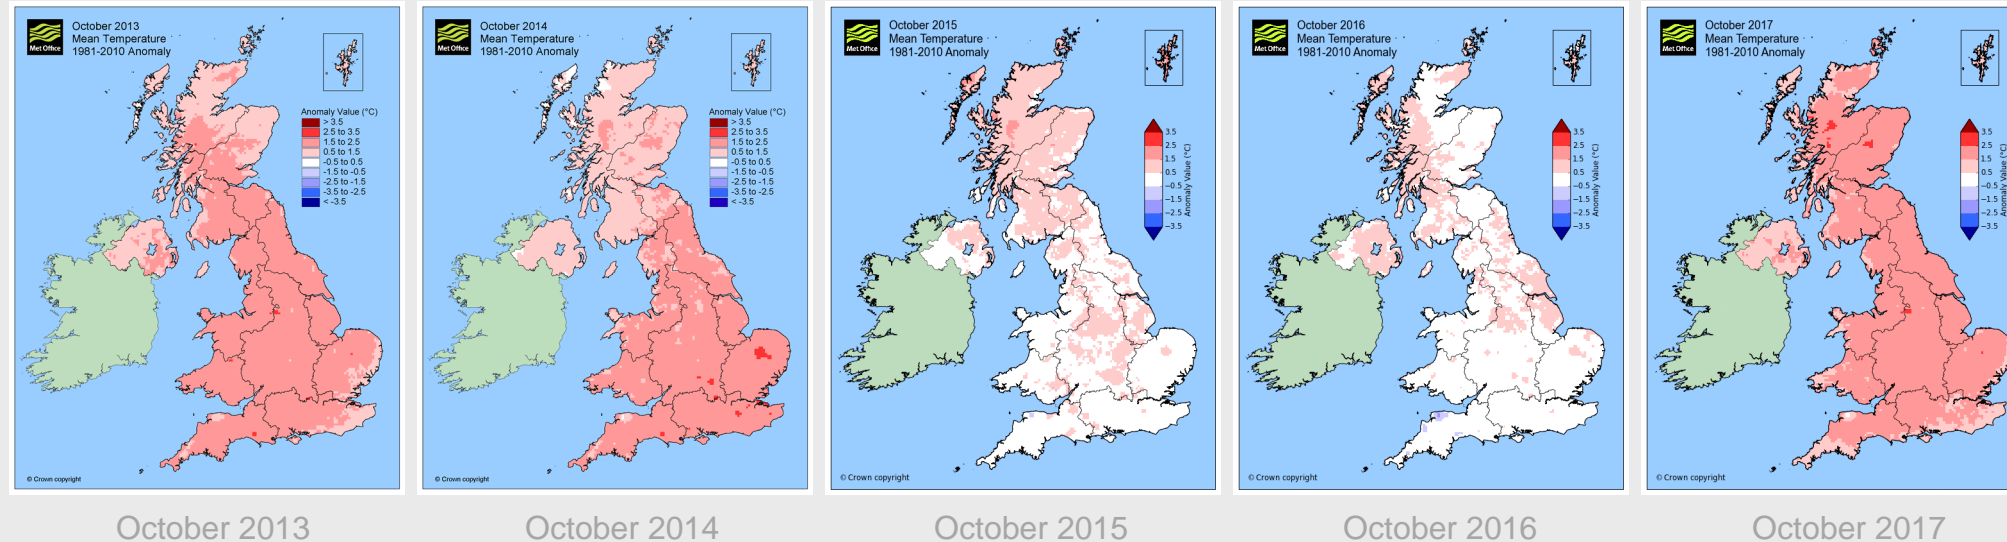 October 2013
Mean Temperature
1981-2010 Anomaly
Met Office
Anomaly Value (°C)
> 3.5
2.5 to 3.5
1.5 to 2.5
0.5 to 1.5
-0.5 to 0.5
-1.5 to -0.5
-2.5 to -1.5
-3.5 to -2.5
< -3.5
© Crown copyright
October 2013
October 2014
Mean Temperature
1981-2010 Anomaly
Met Office
Anomaly Value (°C)
> 3.5
2.5 to 3.5
1.5 to 2.5
0.5 to 1.5
-0.5 to 0.5
-1.5 to -0.5
-2.5 to -1.5
-3.5 to -2.5
< -3.5
© Crown copyright
October 2014
October 2015
Mean Temperature
1981-2010 Anomaly
Met Office
3.5
2.5
1.5
0.5
−0.5
−1.5
−2.5
−3.5
Anomaly Value (°C)
© Crown copyright
October 2015
October 2016
Mean Temperature
1981-2010 Anomaly
Met Office
3.5
2.5
1.5
0.5
−0.5
−1.5
−2.5
−3.5
Anomaly Value (°C)
© Crown copyright
October 2016
October 2017
Mean Temperature
1981-2010 Anomaly
Met Office
3.5
2.5
1.5
0.5
−0.5
−1.5
−2.5
−3.5
Anomaly Value (°C)
© Crown copyright
October 2017